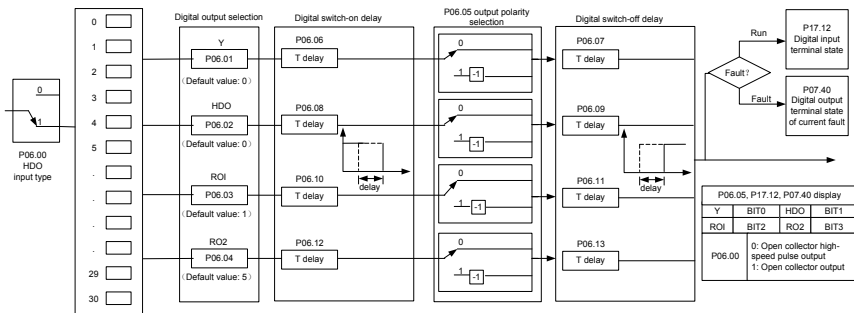 Digital output selection
Digital switch-on delay
P06.05 output polarity
selection
Digital switch-off delay
0
1
2
3
4
5
.
.
.
29
30
0
1
P06.00
HDO
input type
Y
P06.01
(Default value: 0)
HDO
P06.02
(Default value: 0)
ROI
P06.03
(Default value: 1)
RO2
P06.04
(Default value: 5)
P06.06
T delay
P06.08
T delay
delay
P06.10
T delay
P06.12
T delay
0
1
-1
0
1
-1
0
1
-1
0
1
-1
P06.07
T delay
P06.09
T delay
delay
P06.11
T delay
P06.13
T delay
Run
Fault?
Fault
P17.12
Digital input
terminal state
P07.40
Digital output
terminal state
of current fault
P06.05, P17.12, P07.40 display
Y BIT0 HDO BIT1
ROI BIT2 RO2 BIT3
P06.00
0: Open collector high-
speed pulse output
1: Open collector output